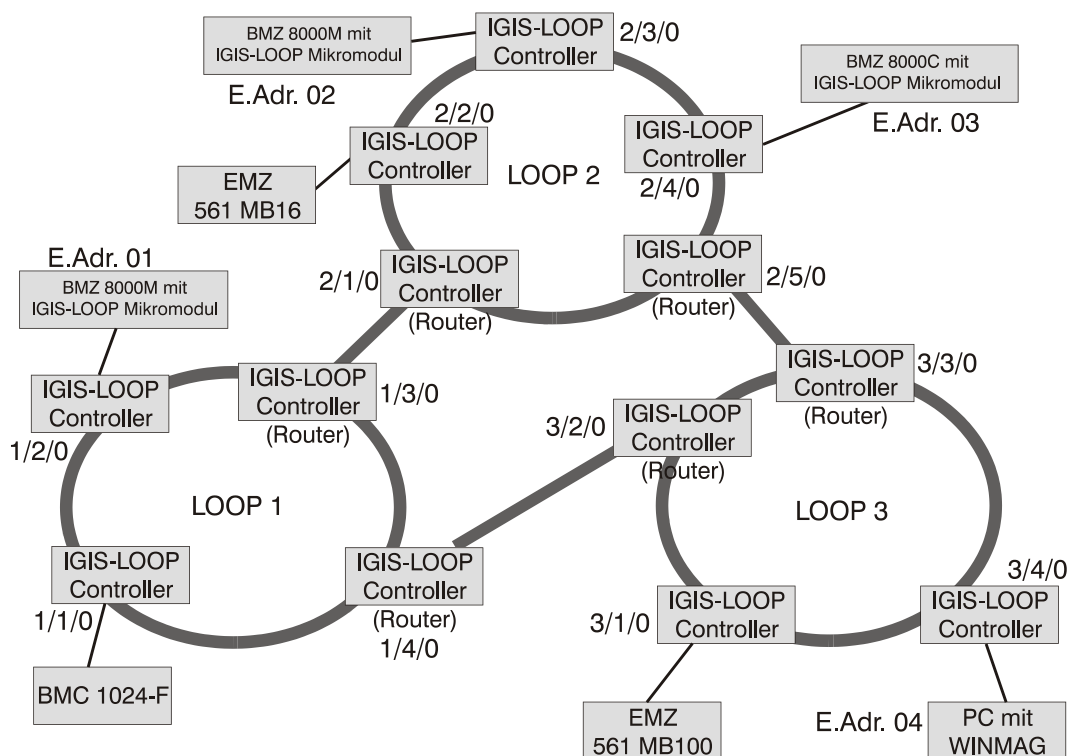 BMZ 8000M mit
IGIS-LOOP Mikromodul
E.Adr. 02
IGIS-LOOP
Controller
2/3/0
BMZ 8000C mit
IGIS-LOOP Mikromodul
E.Adr. 03
2/2/0
IGIS-LOOP
Controller
IGIS-LOOP
Controller
2/4/0
LOOP 2
EMZ
561 MB16
2/1/0
IGIS-LOOP
Controller
(Router)
IGIS-LOOP
Controller
(Router)
2/5/0
E.Adr. 01
BMZ 8000M mit
IGIS-LOOP Mikromodul
IGIS-LOOP
Controller
1/2/0
IGIS-LOOP
Controller
(Router)
1/3/0
IGIS-LOOP
Controller
(Router)
3/3/0
3/2/0
IGIS-LOOP
Controller
(Router)
LOOP 1
LOOP 3
IGIS-LOOP
Controller
1/1/0
IGIS-LOOP
Controller
(Router)
1/4/0
3/1/0
IGIS-LOOP
Controller
3/4/0
IGIS-LOOP
Controller
BMC 1024-F
EMZ
561 MB100
E.Adr. 04
PC mit
WINMAG